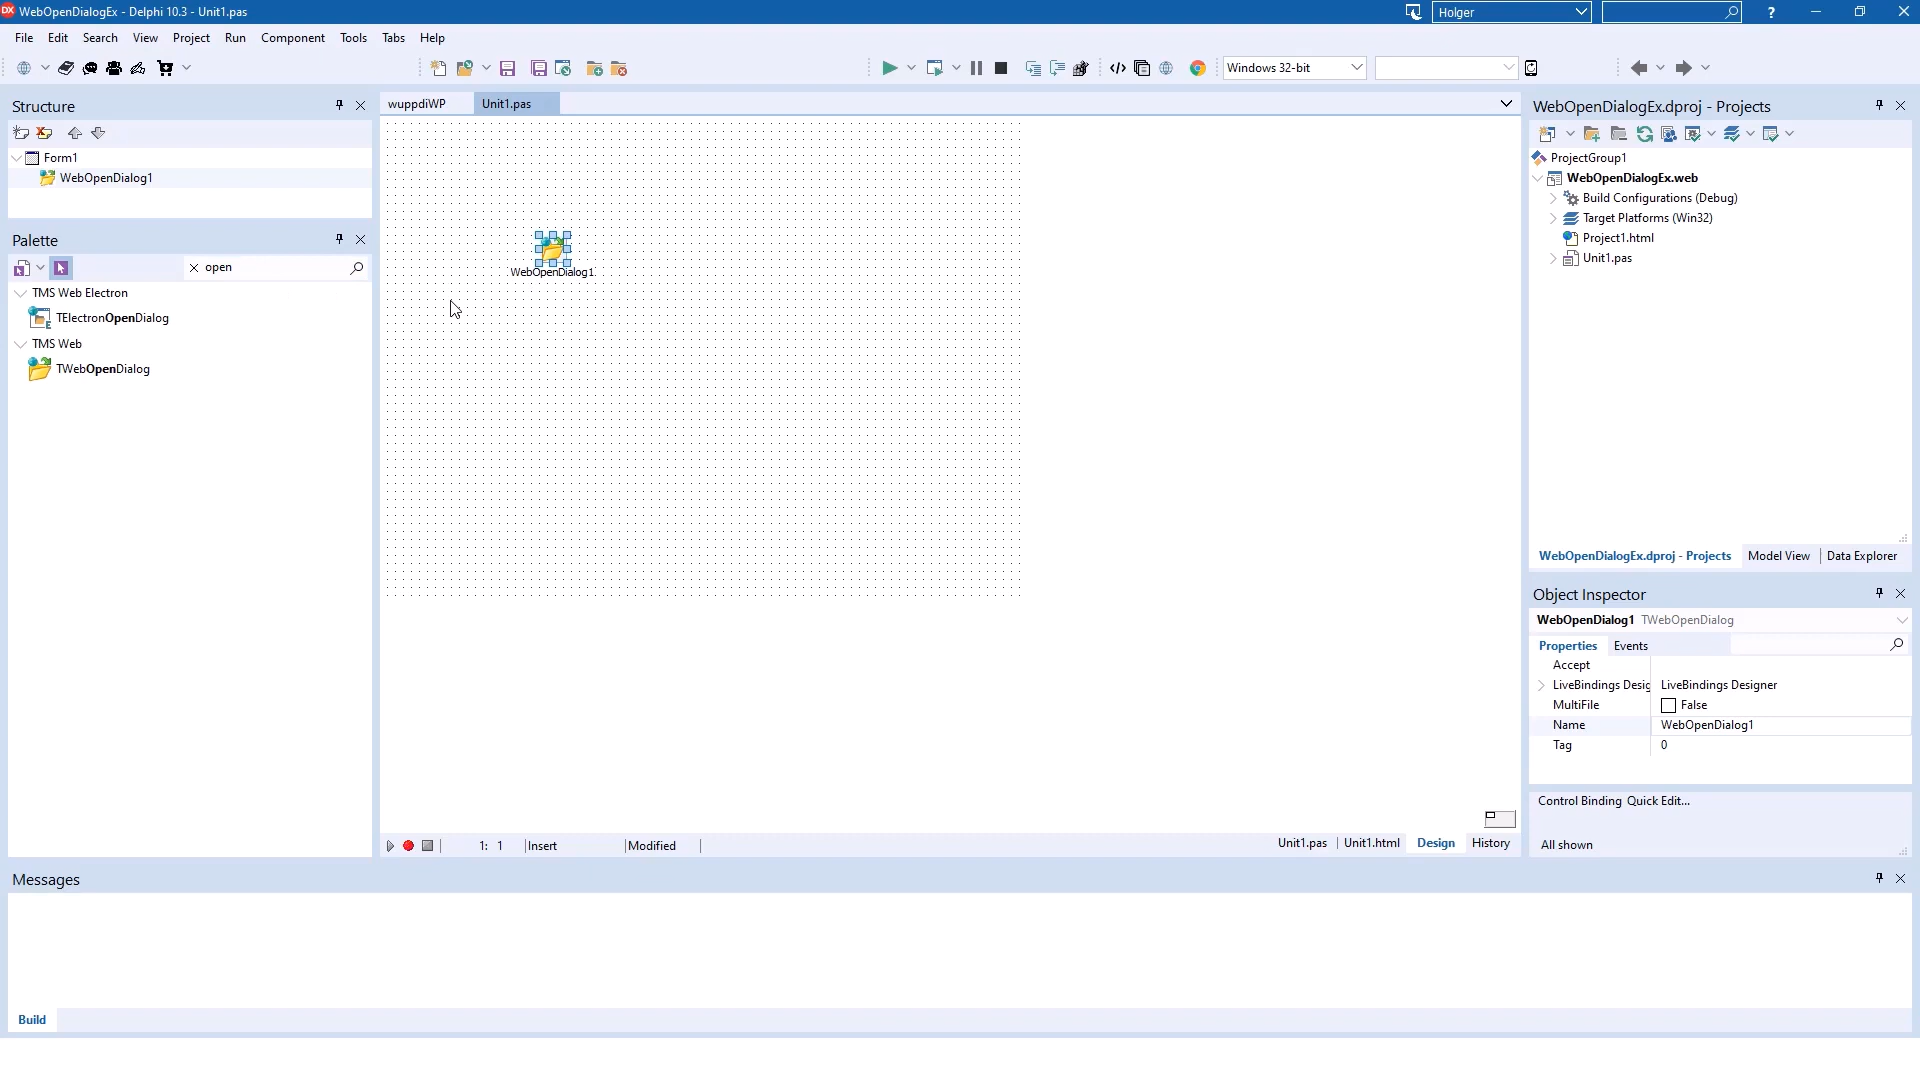 WebOpenDialogEx - Delphi 10.3 - Unit1.pas
Holger
?
File Edit Search View Project Run Component Tools Tabs Help
Windows 32-bit
Structure
Form1
WebOpenDialog1
Palette
open
TMS Web Electron
TElectronOpenDialog
TMS Web
TWebOpenDialog
wuppdiWP Unit1.pas
WebOpenDialog1
1: 1 Insert Modified
Unit1.pas Unit1.html Design History
WebOpenDialogEx.dproj - Projects
ProjectGroup1
WebOpenDialogEx.web
Build Configurations (Debug)
Target Platforms (Win32)
Project1.html
Unit1.pas
WebOpenDialogEx.dproj - Projects Model View Data Explorer
Object Inspector
WebOpenDialog1 TWebOpenDialog
Properties Events
Accept
LiveBindings Desig LiveBindings Designer
MultiFile False
Name WebOpenDialog1
Tag 0
Control Binding Quick Edit...
All shown
Messages
Build